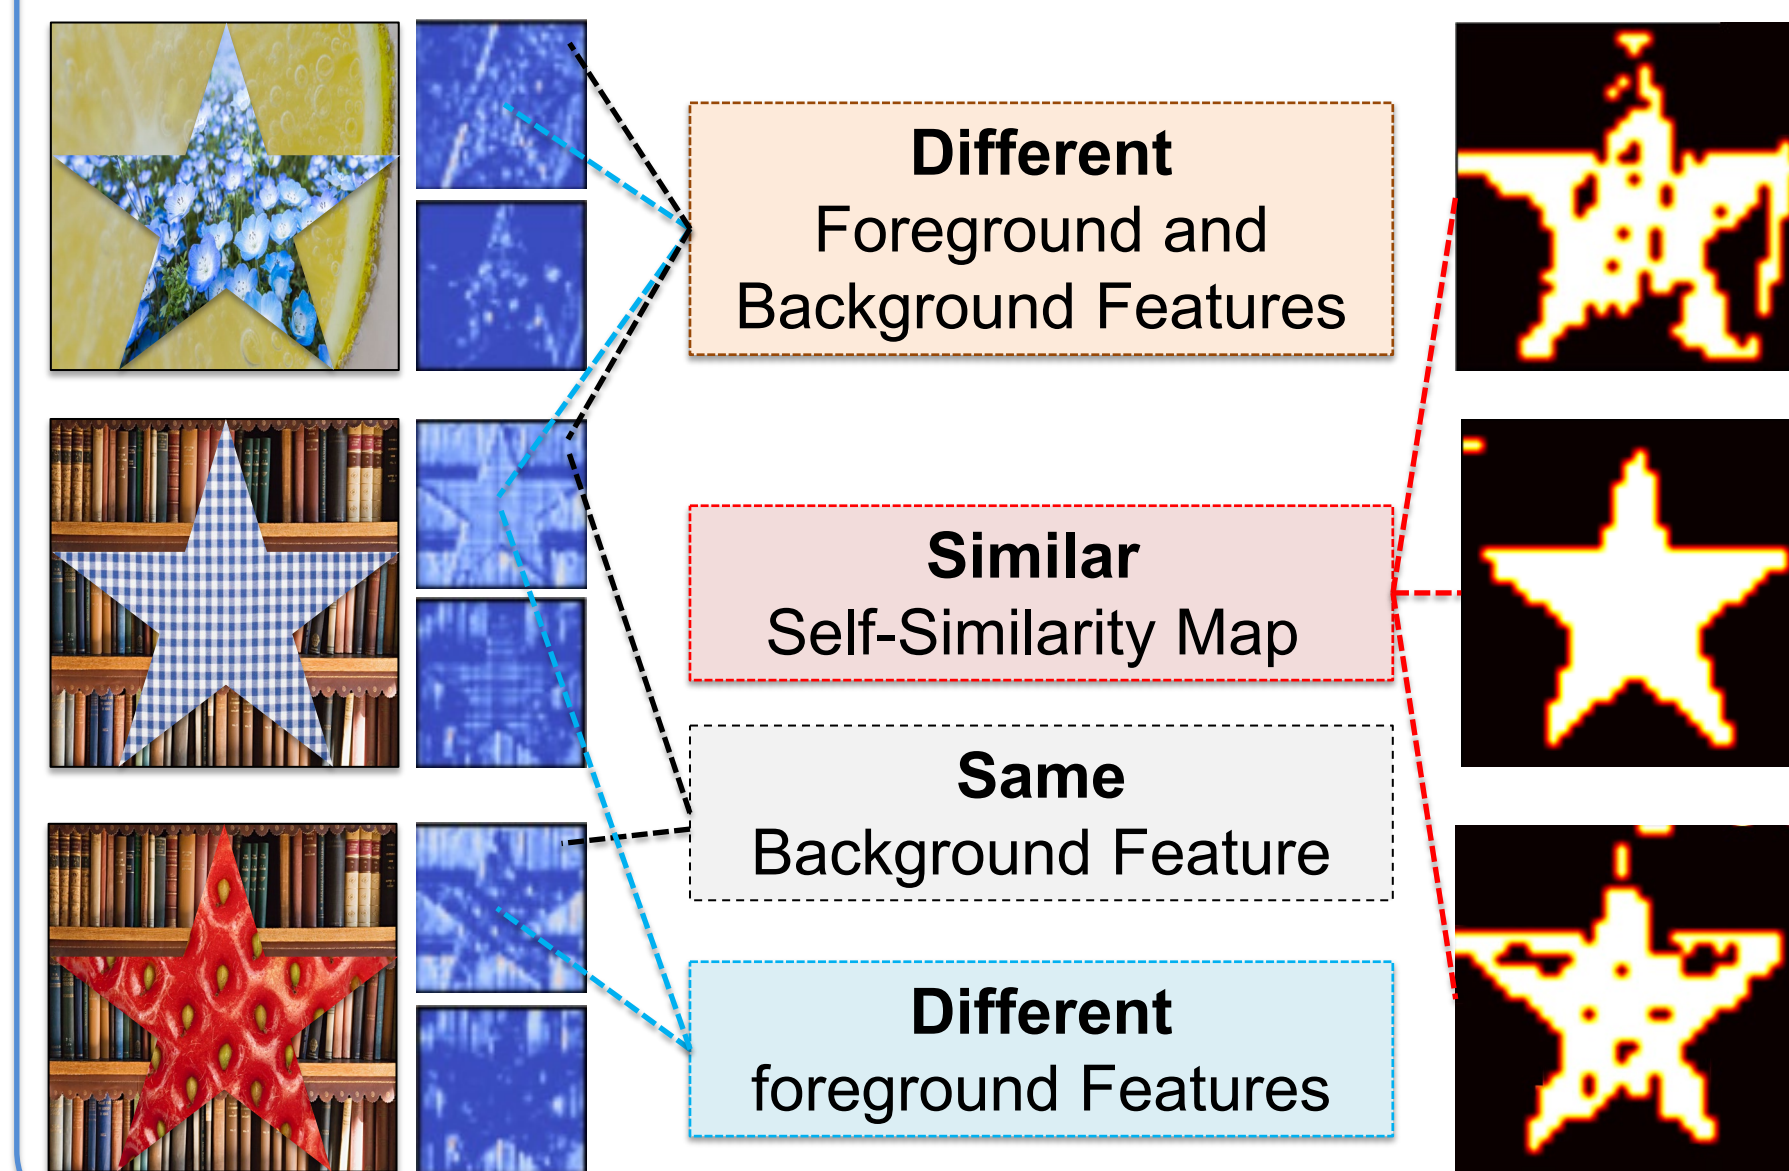 Different
Foreground and
Background Features
Similar
Self-Similarity Map
Same
Background Feature
Different
foreground Features